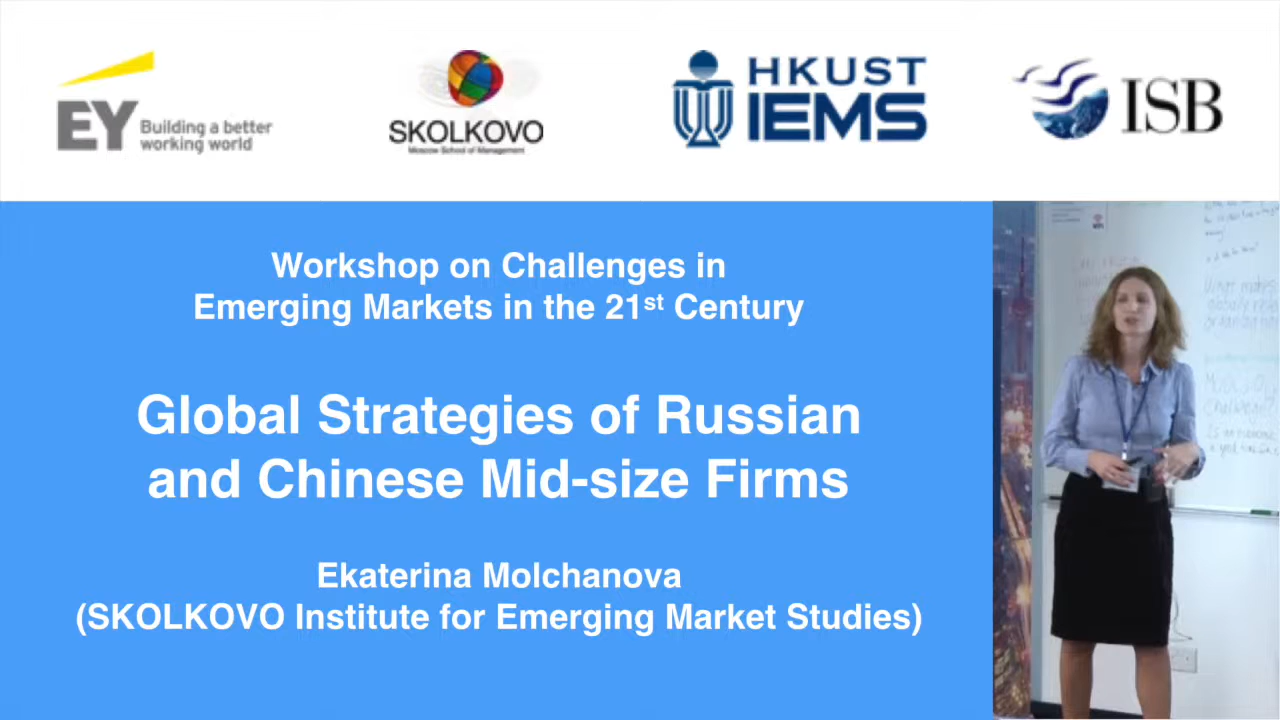 EY
Building a better
working world
SKOLKOVO
Moscow School of Management
HKUST
IEMS
ISB
Workshop on Challenges in
Emerging Markets in the 21st Century
Global Strategies of Russian
and Chinese Mid-size Firms
Ekaterina Molchanova
(SKOLKOVO Institute for Emerging Market Studies)
What makes